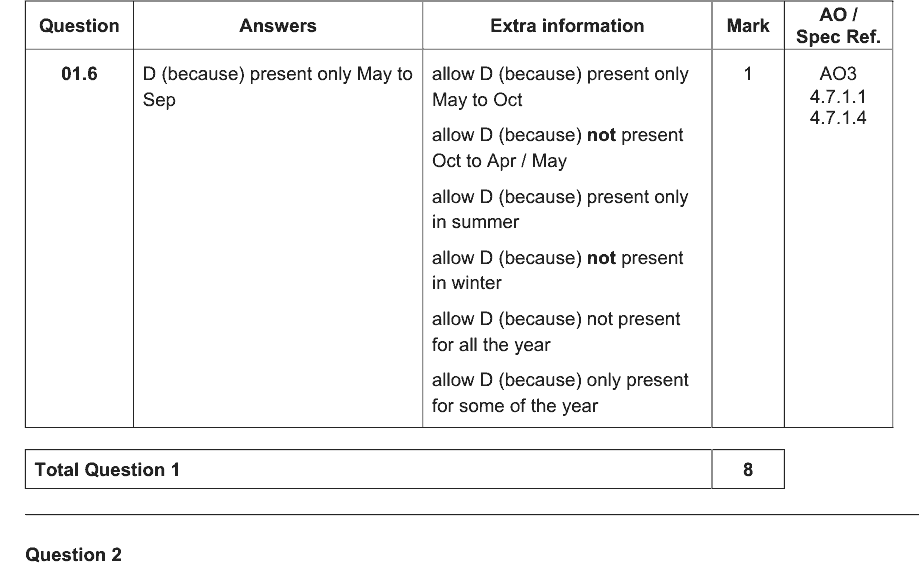 Question Answers Extra information Mark AO /
Spec Ref.
01.6 D (because) present only May to
Sep
allow D (because) present only
May to Oct
allow D (because) not present
Oct to Apr / May
allow D (because) present only
in summer
allow D (because) not present
in winter
allow D (because) not present
for all the year
allow D (because) only present
for some of the year
1
AO3
4.7.1.1
4.7.1.4
Total Question 1 8
Question 2